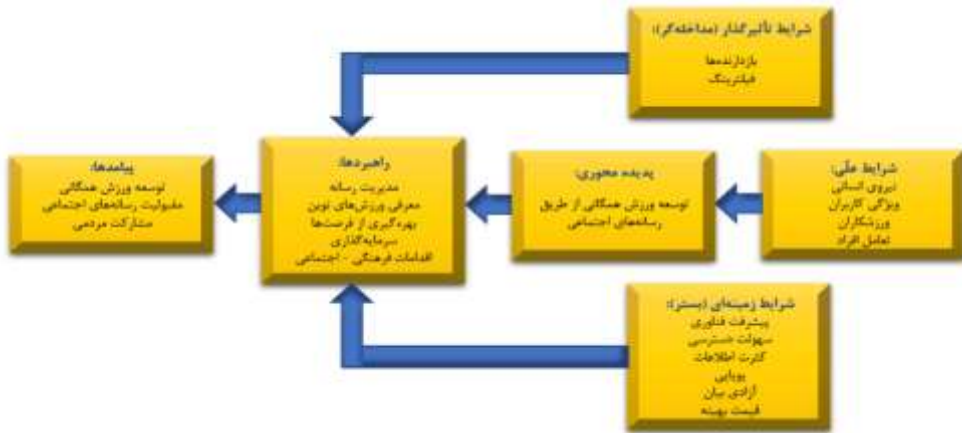 شرایط تأثیرگذار (مداخله‌گر):
بازدارنده‌ها
فیلترینگ
شرایط علّی:
نیروی انسانی
ویژگی کاربران
ورزشکاران
تعامل افراد
پدیده محوری:
توسعه ورزش همگانی از طریق
رسانه‌های اجتماعی
راهبردها:
مدیریت رسانه
معرفی ورزش‌های نوین
بهره‌گیری از فرصت‌ها
سرمایه‌گذاری
اقدامات فرهنگی - اجتماعی
پیامدها:
توسعه ورزش همگانی
مقبولیت رسانه‌های اجتماعی
مشارکت مردمی
شرایط زمینه‌ای (بستر):
پیشرفت فناوری
سهولت دسترسی
کثرت اطلاعات
پویایی
آزادی بیان
قیمت بهینه